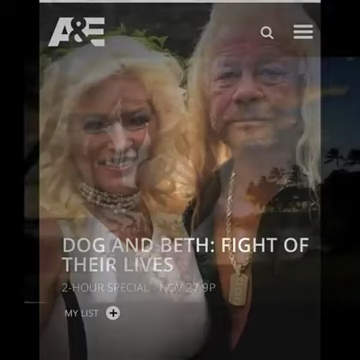 A&E
DOG AND BETH: FIGHT OF
THEIR LIVES
2-HOUR SPECIAL - NOV 27 9P
MY LIST